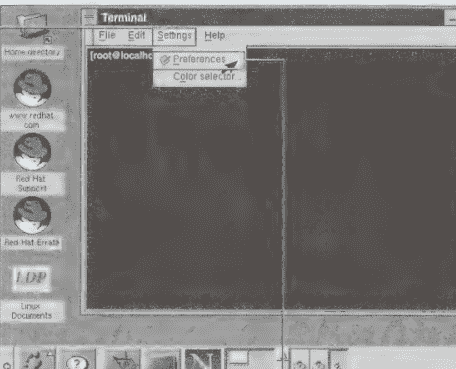 Terminal
File Edit Settings Help
[root@localho
Preferences
Color selector...
Home directory
www.redhat
com
Red Hat
Support
Red Hat Errata
LDP
Linux
Documents
N